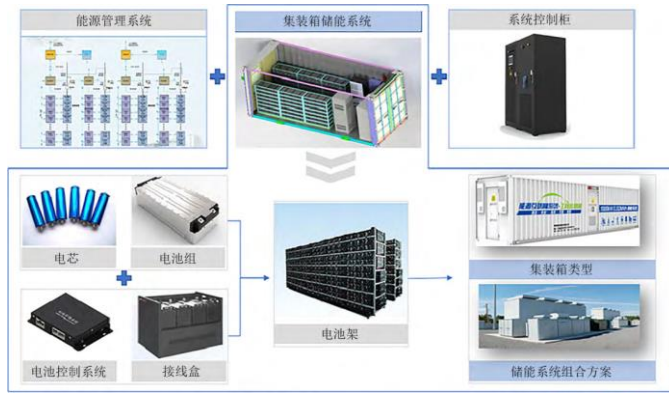 能源管理系统
集装箱储能系统
系统控制柜
电芯
电池组
电池控制系统
接线盒
电池架
集装箱类型
储能系统组合方案